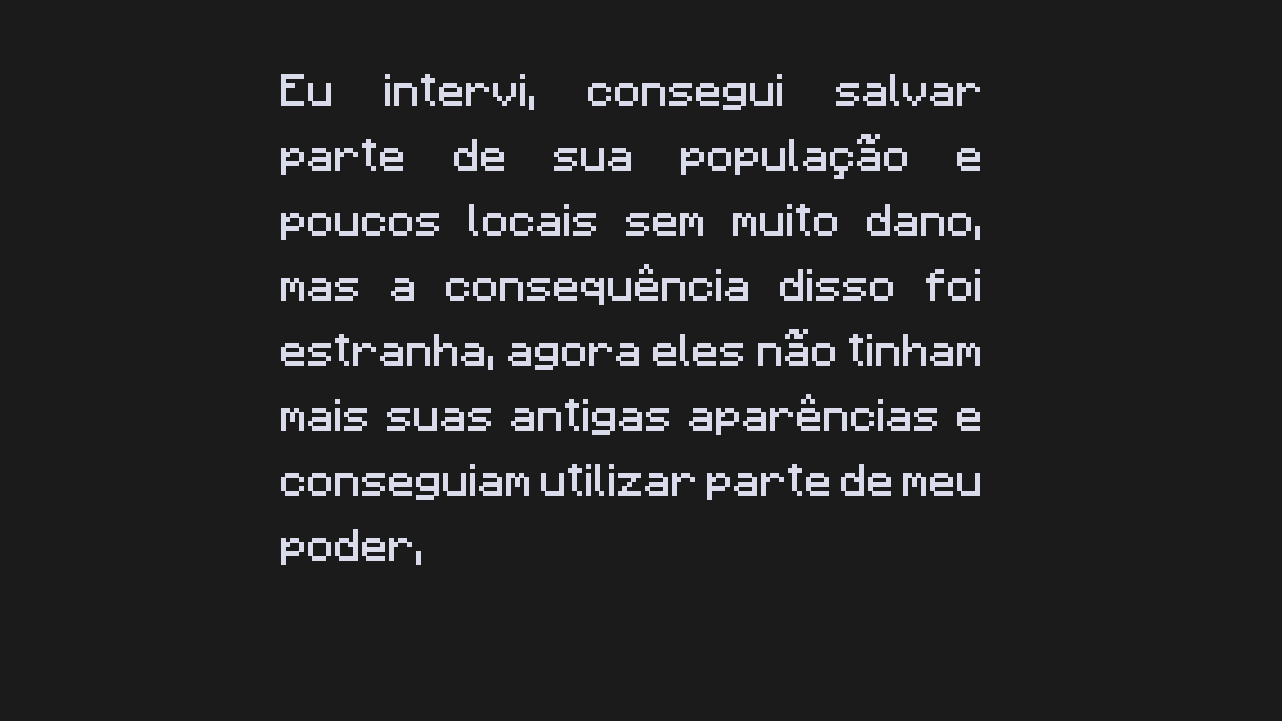 Eu intervi, consegui salvar
parte de sua população e
poucos locais sem muito dano,
mas a consequência disso foi
estranha, agora eles não tinham
mais suas antigas aparências e
conseguiam utilizar parte de meu
poder,